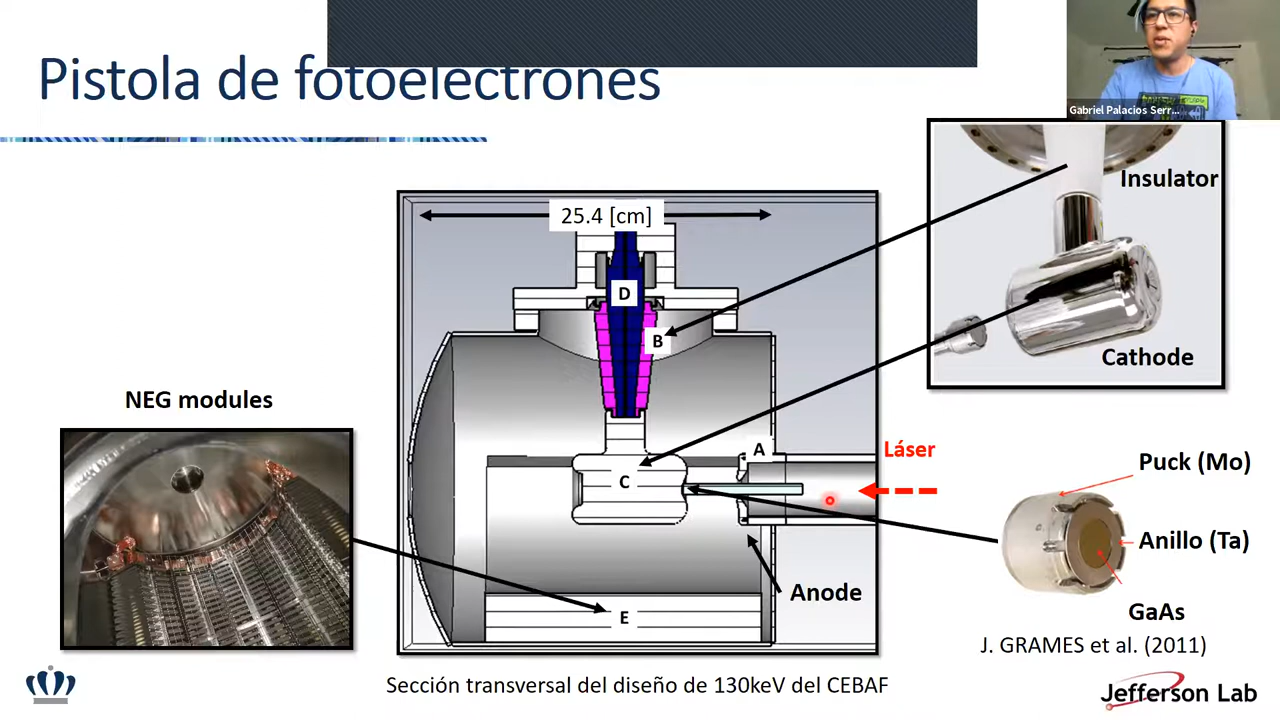 Pistola de fotoelectrones
Gabriel Palacios Serr...
Insulator
Cathode
25.4 [cm]
D
B
A
C
E
NEG modules
Láser
Anode
Puck (Mo)
Anillo (Ta)
GaAs
J. GRAMES et al. (2011)
Sección transversal del diseño de 130keV del CEBAF
Jefferson Lab